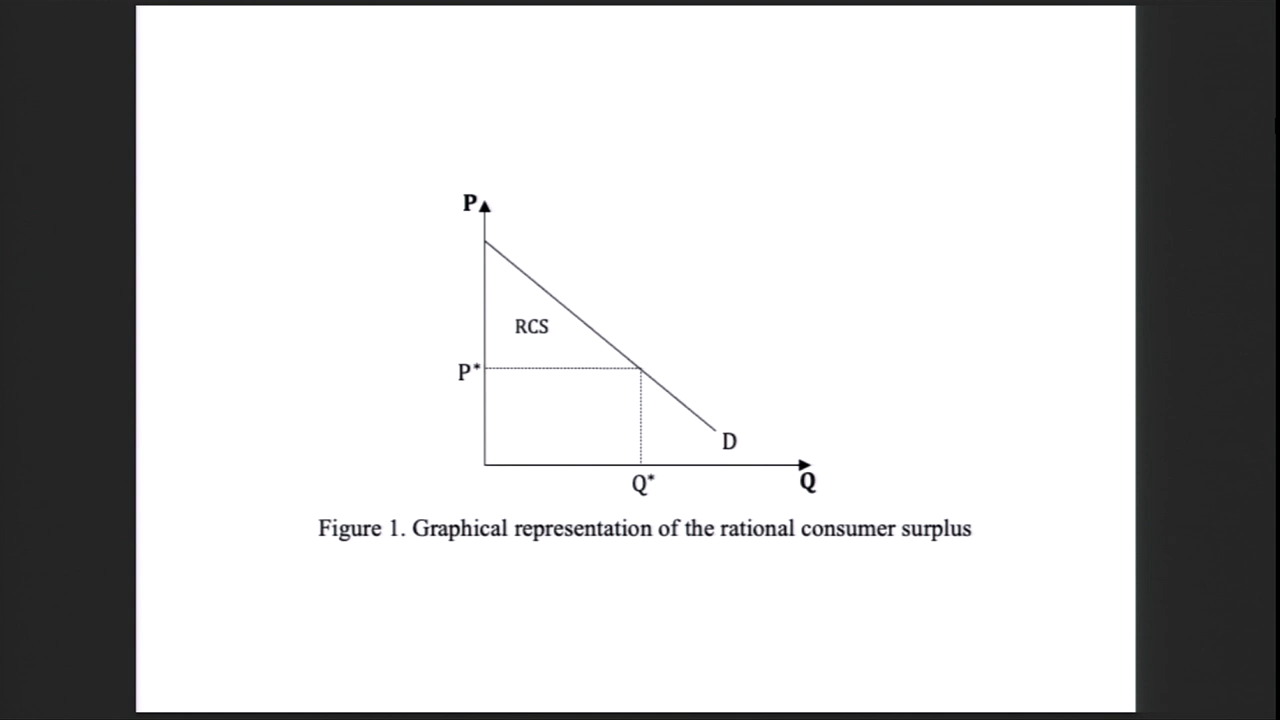 P
RCS
P*
D
Q*
Q
Figure 1. Graphical representation of the rational consumer surplus